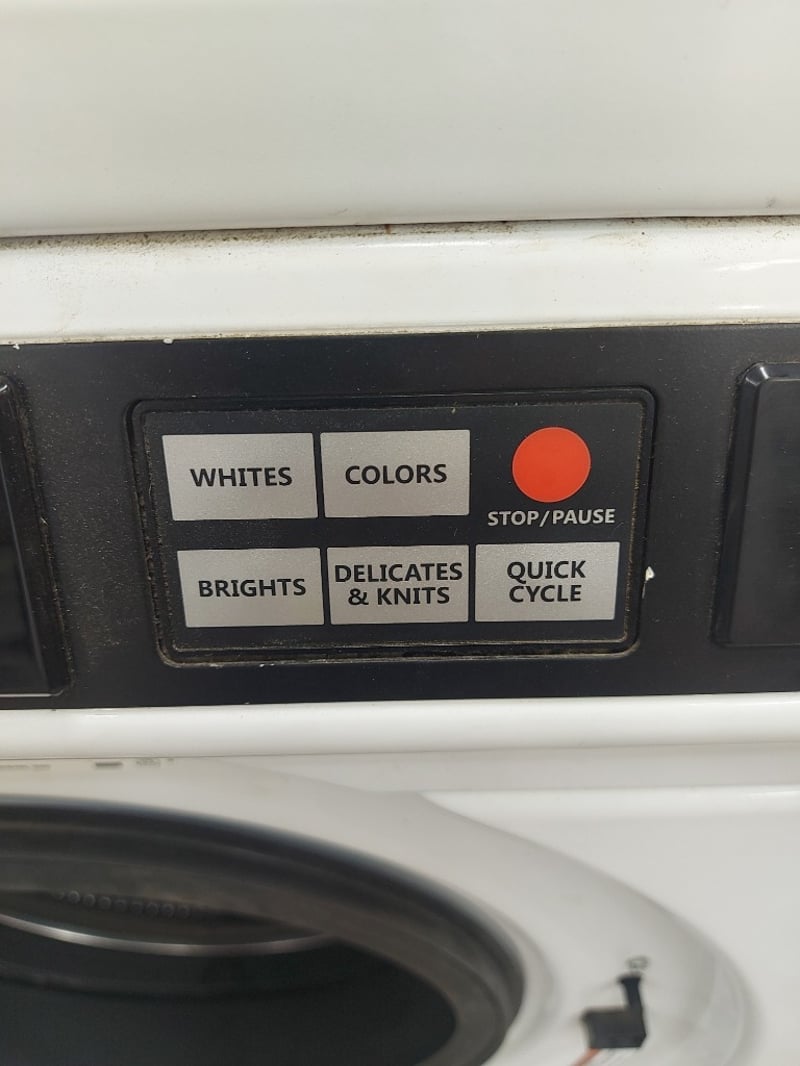 WHITES
COLORS
STOP/PAUSE
BRIGHTS
DELICATES
& KNITS
QUICK
CYCLE